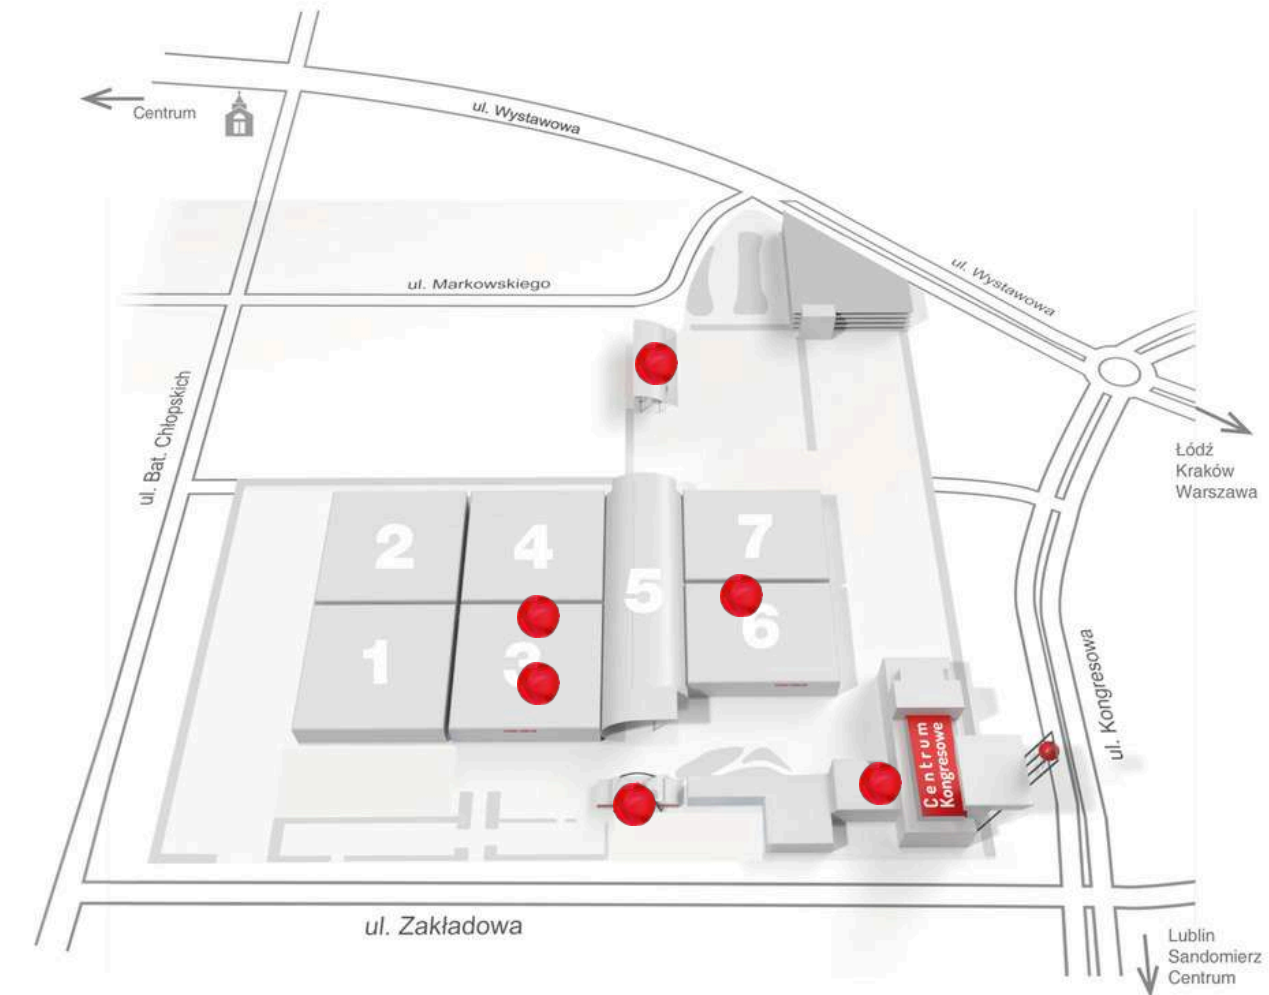 Centrum
ul. Wystawowa
ul. Markowskiego
ul. Wystawowa
ul. Bat. Chłopskich
Łódź
Kraków
Warszawa
2
4
7
5
1
3
6
ul. Kongresowa
Centrum
Kongresowe
ul. Zakładowa
Lublin
Sandomierz
Centrum